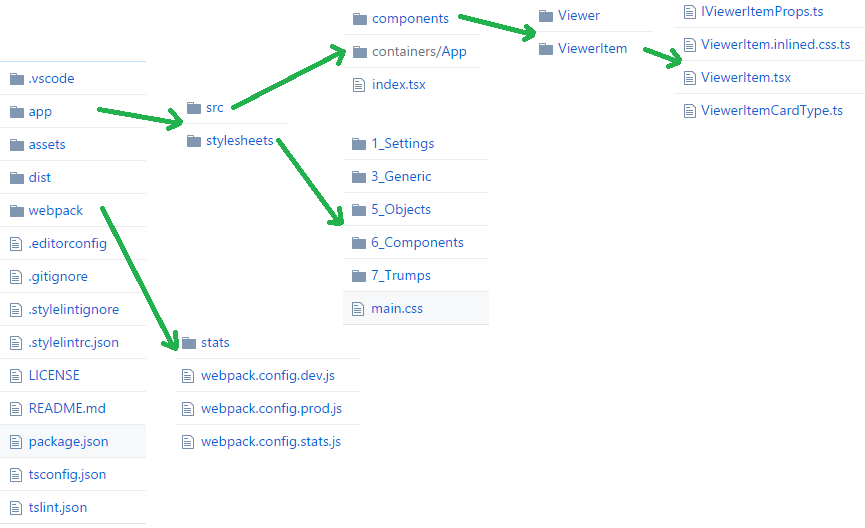 .vscode
app
assets
dist
webpack
.editorconfig
.gitignore
.stylelintignore
.stylelintrc.json
LICENSE
README.md
package.json
tsconfig.json
tslint.json
src
stylesheets
stats
webpack.config.dev.js
webpack.config.prod.js
webpack.config.stats.js
components
containers/App
index.tsx
1_Settings
3_Generic
5_Objects
6_Components
7_Trumps
main.css
Viewer
ViewerItem
IViewerItemProps.ts
ViewerItem.inlined.css.ts
ViewerItem.tsx
ViewerItemCardType.ts